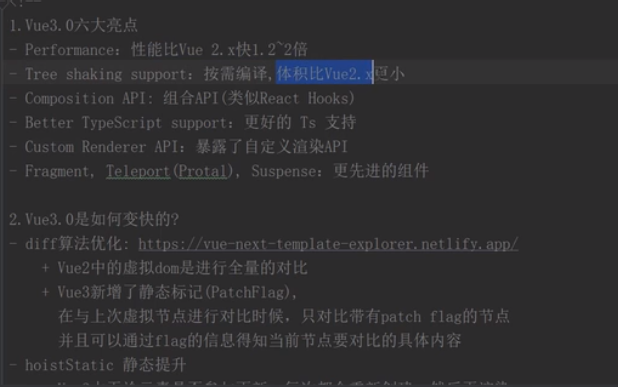 1.Vue3.0六大亮点
- Performance：性能比Vue 2.x快1.2~2倍
- Tree shaking support：按需编译,体积比Vue2.x更小
- Composition API: 组合API(类似React Hooks)
- Better TypeScript support：更好的 Ts 支持
- Custom Renderer API：暴露了自定义渲染API
- Fragment, Teleport(Protal), Suspense：更先进的组件
2.Vue3.0是如何变快的?
- diff算法优化: https://vue-next-template-explorer.netlify.app/
+ Vue2中的虚拟dom是进行全量的对比
+ Vue3新增了静态标记(PatchFlag),
在与上次虚拟节点进行对比时候，只对比带有patch flag的节点
并且可以通过flag的信息得知当前节点要对比的具体内容
- hoistStatic 静态提升